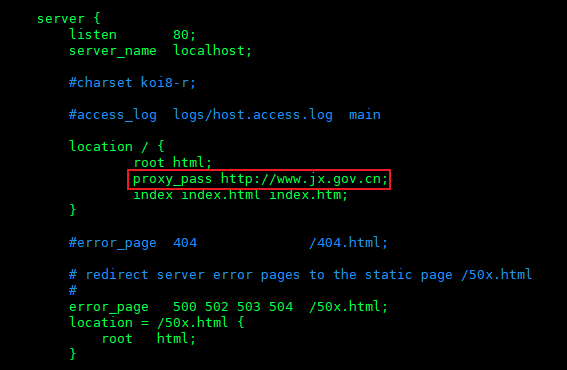 server {
listen 80;
server_name localhost;
#charset koi8-r;
#access_log logs/host.access.log main
location / {
root html;
proxy_pass http://www.jx.gov.cn;
index index.html index.htm;
}
#error_page 404 /404.html;
# redirect server error pages to the static page /50x.html
#
error_page 500 502 503 504 /50x.html;
location = /50x.html {
root html;
}